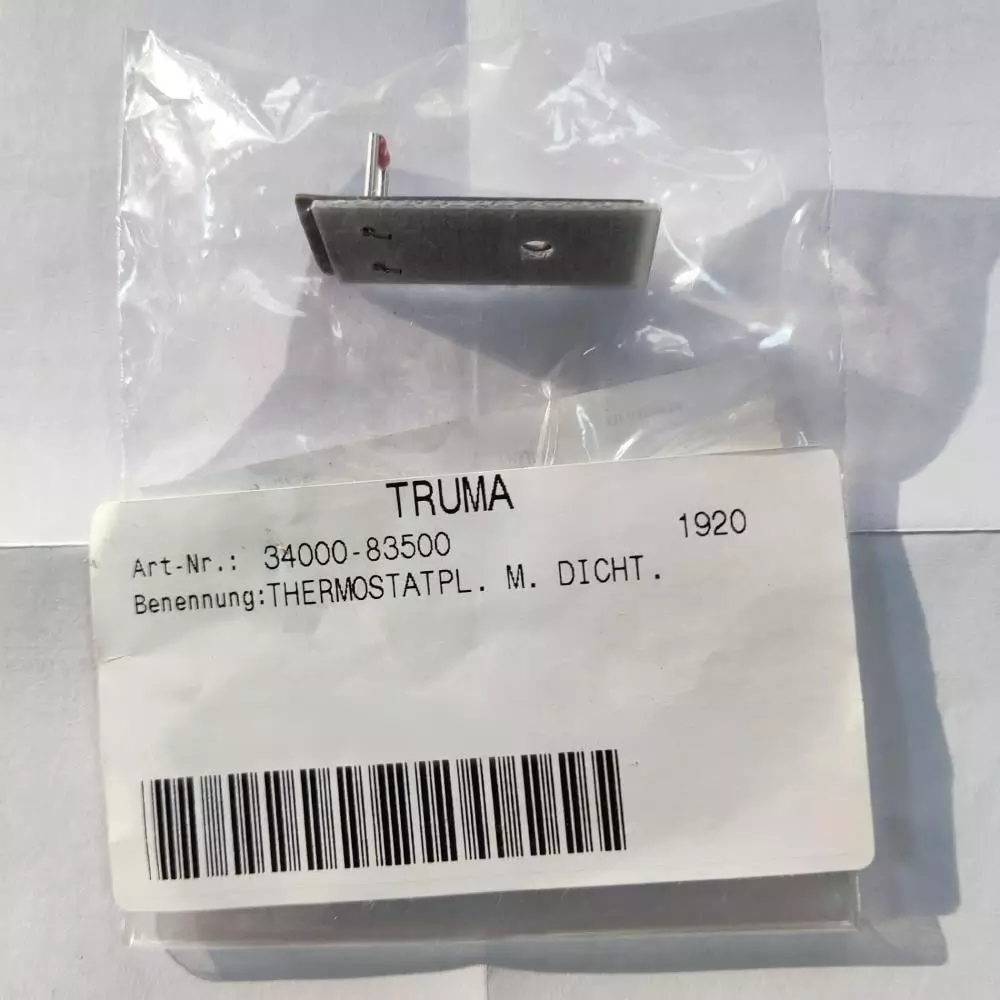 TRUMA
Art-Nr.: 34000-83500 1920
Benennung:THERMOSTATPL. M. DICHT.